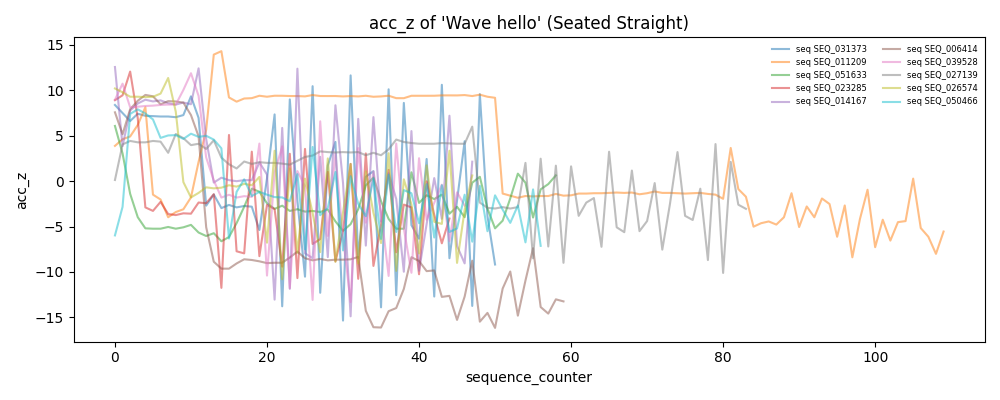 acc_z of 'Wave hello' (Seated Straight)
acc_z
15
10
5
0
−5
−10
−15
seq SEQ_031373
seq SEQ_011209
seq SEQ_051633
seq SEQ_023285
seq SEQ_014167
seq SEQ_006414
seq SEQ_039528
seq SEQ_027139
seq SEQ_026574
seq SEQ_050466
0 20 40 60 80 100
sequence_counter